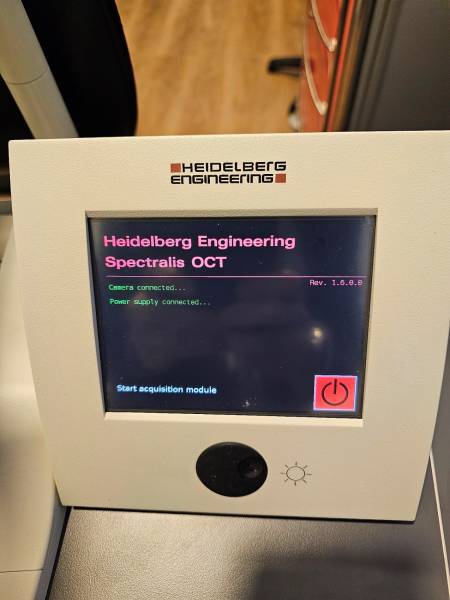 HEIDELBERG
ENGINEERING
Heidelberg Engineering
Spectralis OCT
Rev. 1.6.0.0
Camera connected...
Power supply connected...
Start acquisition module